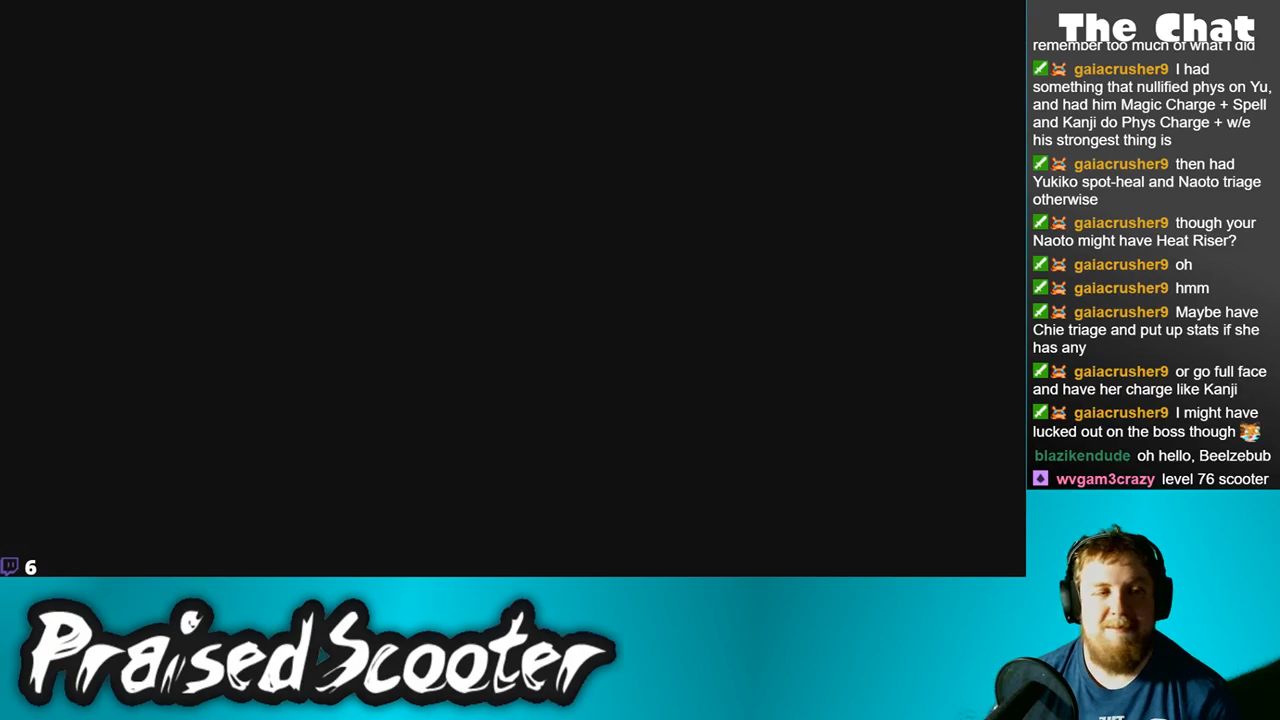 The Chat
remember too much of what I did
gaiacrusher9 I had
something that nullified phys on Yu,
and had him Magic Charge + Spell
and Kanji do Phys Charge + w/e
his strongest thing is
gaiacrusher9 then had
Yukiko spot-heal and Naoto triage
otherwise
gaiacrusher9 though your
Naoto might have Heat Riser?
gaiacrusher9 oh
gaiacrusher9 hmm
gaiacrusher9 Maybe have
Chie triage and put up stats if she
has any
gaiacrusher9 or go full face
and have her charge like Kanji
gaiacrusher9 I might have
lucked out on the boss though
blazikendude oh hello, Beelzebub
wvgam3crazy level 76 scooter
6
PraisedScooter